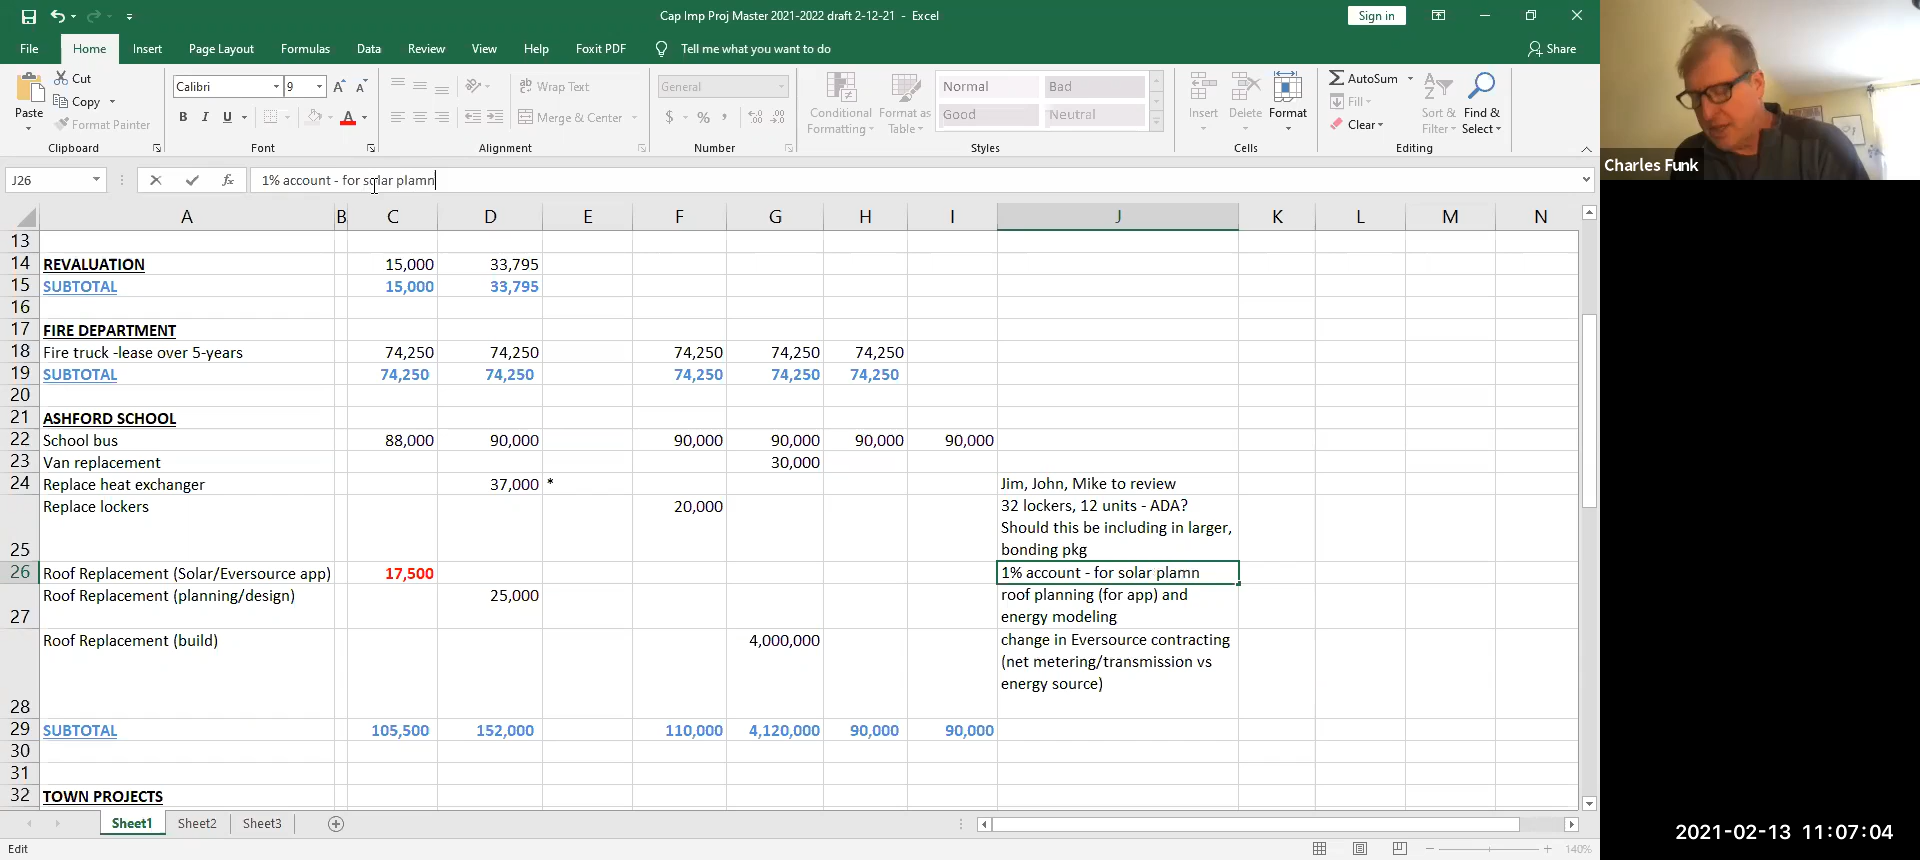 Cap Imp Proj Master 2021-2022 draft 2-12-21 - Excel
Sign in
File Home Insert Page Layout Formulas Data Review View Help Foxit PDF Tell me what you want to do Share
Paste
Cut
Copy
Format Painter
Clipboard
Calibri 9
B I U
Font
Wrap Text
Merge & Center
Alignment
General
$ % ,
Number
Conditional Formatting
Format as Table
Normal Bad
Good Neutral
Styles
Insert Delete Format
Cells
AutoSum
Fill
Clear
Sort & Filter
Find & Select
Editing
J26 fx 1% account - for solar plamn
A B C D E F G H I J K L M N
13
14 REVALUATION 15,000 33,795
15 SUBTOTAL 15,000 33,795
16
17 FIRE DEPARTMENT
18 Fire truck -lease over 5-years 74,250 74,250 74,250 74,250 74,250
19 SUBTOTAL 74,250 74,250 74,250 74,250 74,250
20
21 ASHFORD SCHOOL
22 School bus 88,000 90,000 90,000 90,000 90,000 90,000
23 Van replacement 30,000
24 Replace heat exchanger 37,000 * Jim, John, Mike to review
Replace lockers 20,000 32 lockers, 12 units - ADA?
Should this be including in larger,
25 bonding pkg
26 Roof Replacement (Solar/Eversource app) 17,500 1% account - for solar plamn
Roof Replacement (planning/design) 25,000 roof planning (for app) and
27 energy modeling
Roof Replacement (build) 4,000,000 change in Eversource contracting
(net metering/transmission vs
energy source)
28
29 SUBTOTAL 105,500 152,000 110,000 4,120,000 90,000 90,000
30
31
32 TOWN PROJECTS
Sheet1 Sheet2 Sheet3
Edit
140%
Charles Funk
2021-02-13 11:07:04